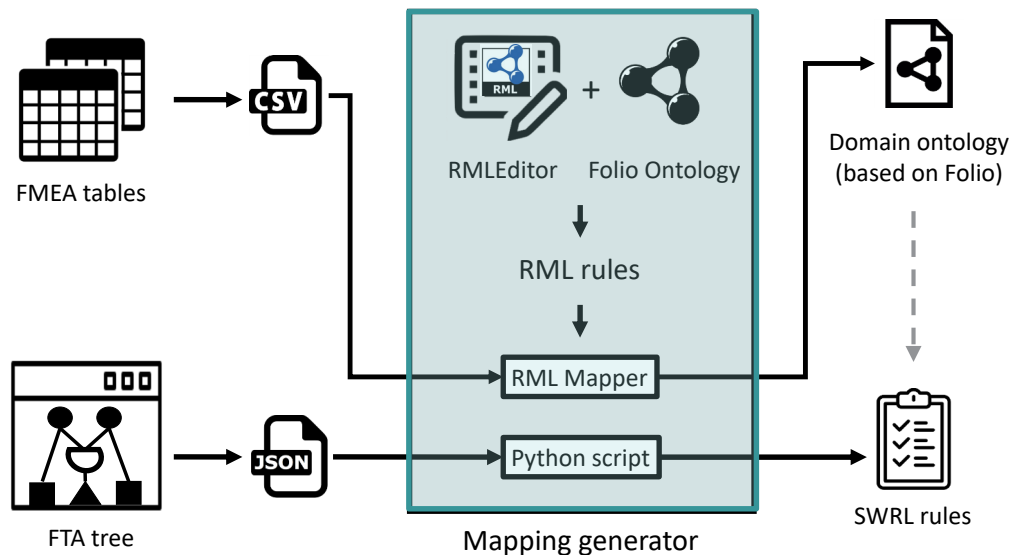 FMEA tables
CSV
RML
+
RMLEditor
Folio Ontology
RML rules
RML Mapper
Python script
Mapping generator
Domain ontology
(based on Folio)
FTA tree
JSON
SWRL rules